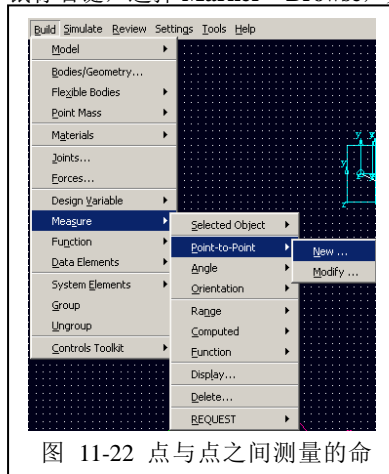 Build Simulate Review Settings Tools Help
Model
Bodies/Geometry...
Flexible Bodies
Point Mass
Materials
Joints...
Forces...
Design Variable
Measure
Function
Data Elements
System Elements
Group
Ungroup
Controls Toolkit
Selected Object
Point-to-Point
Angle
Orientation
Range
Computed
Function
Display...
Delete...
REQUEST
New ...
Modify ...
y y
y
图 11-22 点与点之间测量的命